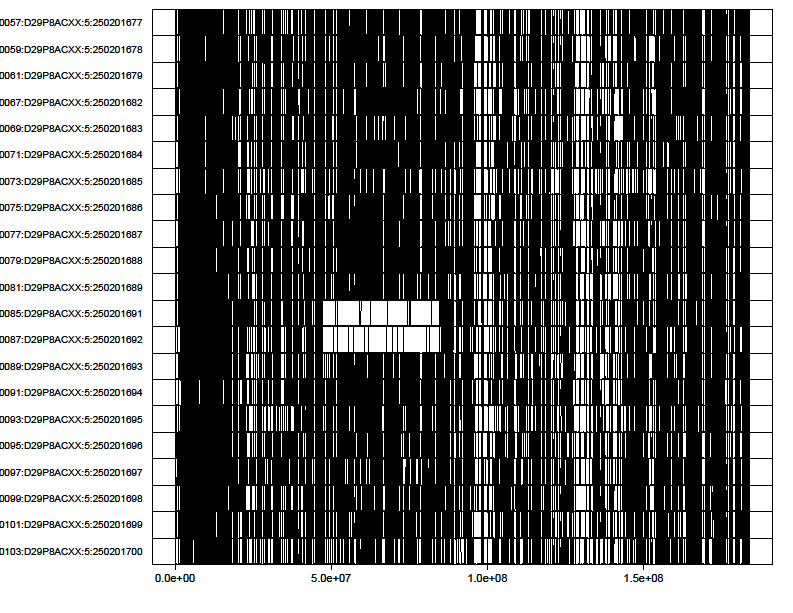 0057:D29P8ACXX:5:250201677
0059:D29P8ACXX:5:250201678
0061:D29P8ACXX:5:250201679
0067:D29P8ACXX:5:250201682
0069:D29P8ACXX:5:250201683
0071:D29P8ACXX:5:250201684
0073:D29P8ACXX:5:250201685
0075:D29P8ACXX:5:250201686
0077:D29P8ACXX:5:250201687
0079:D29P8ACXX:5:250201688
0081:D29P8ACXX:5:250201689
0085:D29P8ACXX:5:250201691
0087:D29P8ACXX:5:250201692
0089:D29P8ACXX:5:250201693
0091:D29P8ACXX:5:250201694
0093:D29P8ACXX:5:250201695
0095:D29P8ACXX:5:250201696
0097:D29P8ACXX:5:250201697
0099:D29P8ACXX:5:250201698
0101:D29P8ACXX:5:250201699
0103:D29P8ACXX:5:250201700
0.0e+00 5.0e+07 1.0e+08 1.5e+08